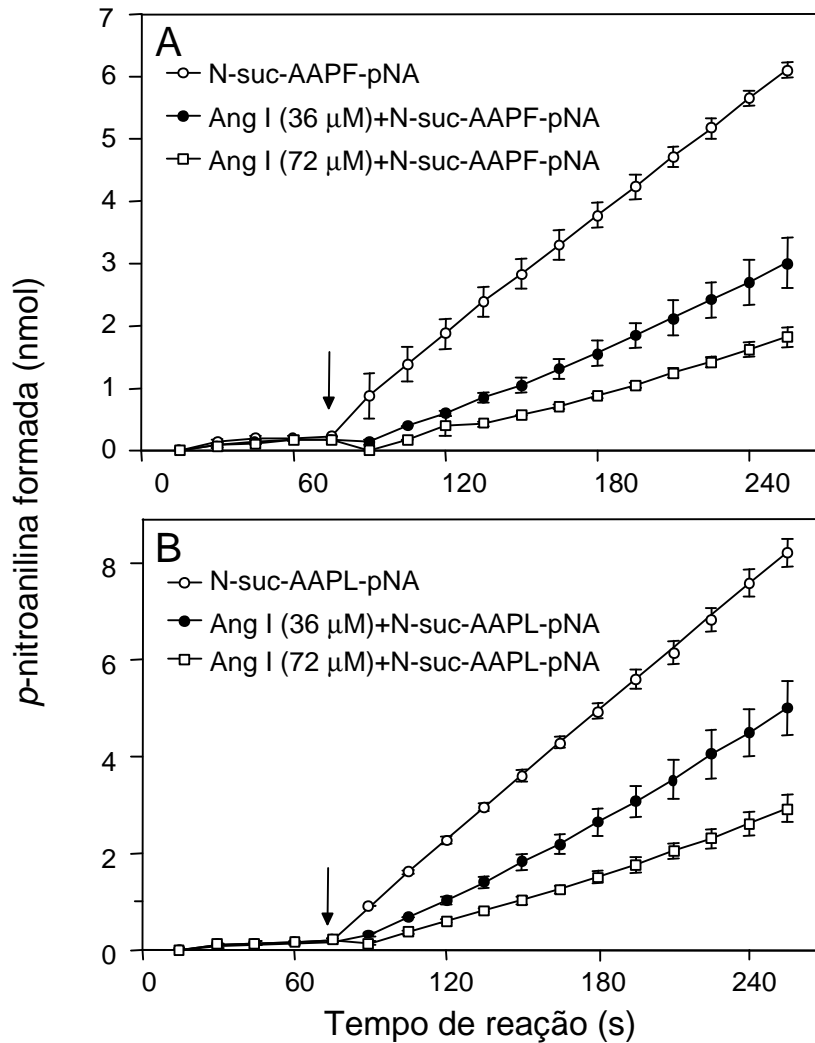 7
6
5
4
3
2
1
0
A
N-suc-AAPF-pNA
Ang I (36 μM)+N-suc-AAPF-pNA
Ang I (72 μM)+N-suc-AAPF-pNA
0 60 120 180 240
p-nitroanilina formada (nmol)
8
6
4
2
0
B
N-suc-AAPL-pNA
Ang I (36 μM)+N-suc-AAPL-pNA
Ang I (72 μM)+N-suc-AAPL-pNA
0 60 120 180 240
Tempo de reação (s)